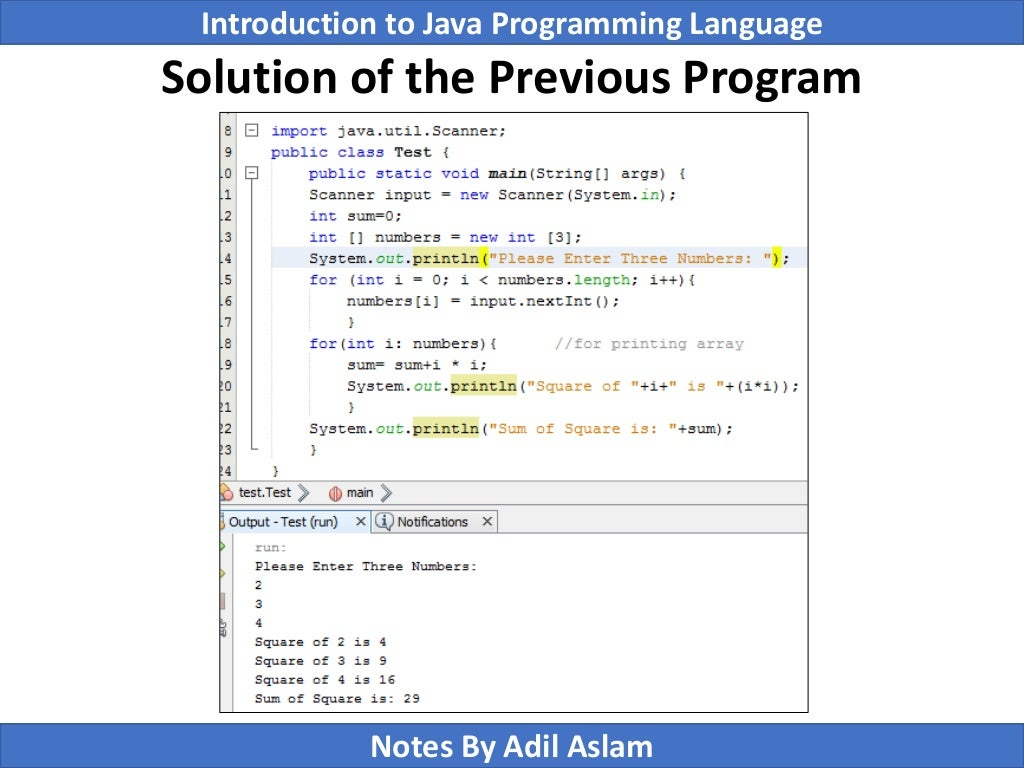 Introduction to Java Programming Language
Solution of the Previous Program
8 import java.util.Scanner;
9 public class Test {
10 public static void main(String[] args) {
11 Scanner input = new Scanner(System.in);
12 int sum=0;
13 int [] numbers = new int [3];
14 System.out.println("Please Enter Three Numbers: ");
15 for (int i = 0; i < numbers.length; i++){
16 numbers[i] = input.nextInt();
17 }
18 for(int i: numbers){ //for printing array
19 sum= sum+i * i;
20 System.out.println("Square of "+i+" is "+(i*i));
21 }
22 System.out.println("Sum of Square is: "+sum);
23 }
24 }
test.Test main
Output - Test (run) Notifications
run:
Please Enter Three Numbers:
2
3
4
Square of 2 is 4
Square of 3 is 9
Square of 4 is 16
Sum of Square is: 29
Notes By Adil Aslam